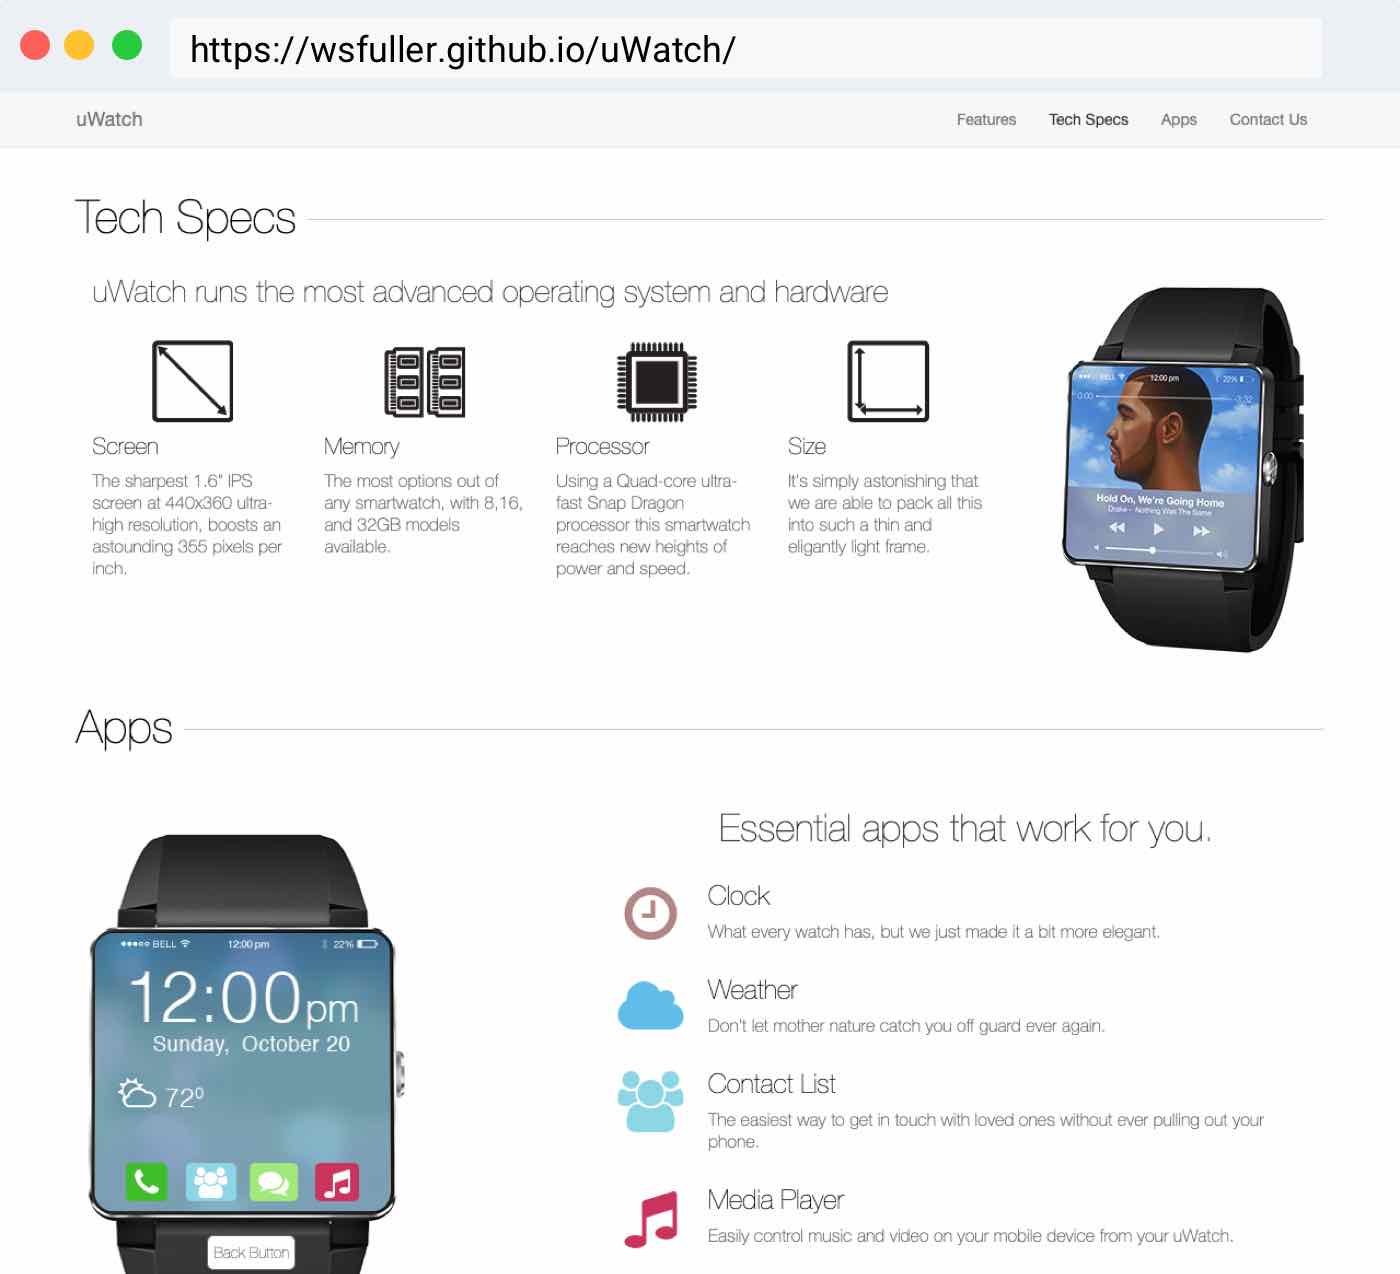 https://wsfuller.github.io/uWatch/
uWatch
Features
Tech Specs
Apps
Contact Us
Tech Specs
uWatch runs the most advanced operating system and hardware
Screen
The sharpest 1.6" IPS
screen at 440x360 ultra-
high resolution, boosts an
astounding 355 pixels per
inch.
Memory
The most options out of
any smartwatch, with 8,16,
and 32GB models
available.
Processor
Using a Quad-core ultra-
fast Snap Dragon
processor this smartwatch
reaches new heights of
power and speed.
Size
It's simply astonishing that
we are able to pack all this
into such a thin and
eligantly light frame.
BELL 12:00 pm 22%
0:00 -3:32
Hold On, We're Going Home
Drake - Nothing Was The Same
Apps
BELL 12:00 pm 22%
12:00pm
Sunday, October 20
72⁰
Back Button
Essential apps that work for you.
Clock
What every watch has, but we just made it a bit more elegant.
Weather
Don't let mother nature catch you off guard ever again.
Contact List
The easiest way to get in touch with loved ones without ever pulling out your
phone.
Media Player
Easily control music and video on your mobile device from your uWatch.